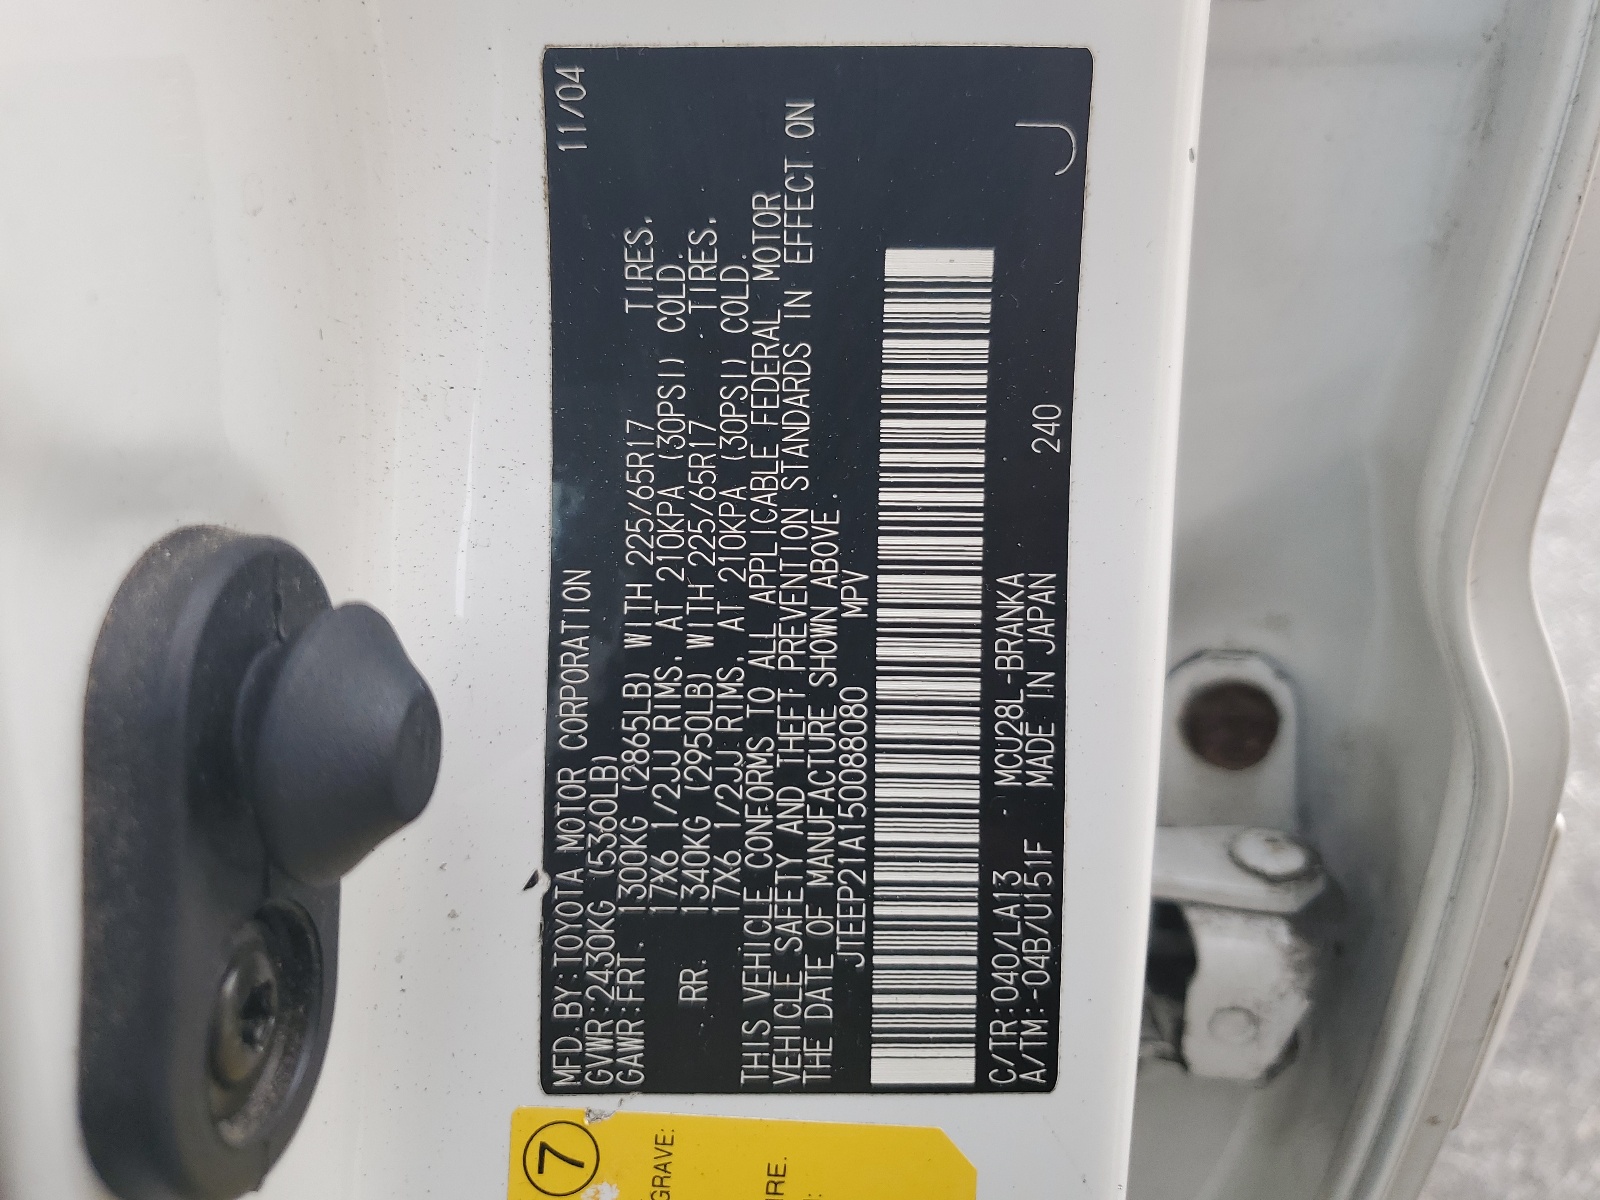 MFD.BY:TOYOTA MOTOR CORPORATION 11/04
GVWR:2430KG (5360LB)
GAWR:FRT. 1300KG (2865LB) WITH 225/65R17 TIRES,
17X6 1/2JJ RIMS, AT 210KPA (30PSI) COLD.
RR. 1340KG (2950LB) WITH 225/65R17 TIRES,
17X6 1/2JJ RIMS, AT 210KPA (30PSI) COLD.
THIS VEHICLE CONFORMS TO ALL APPLICABLE FEDERAL MOTOR
VEHICLE SAFETY AND THEFT PREVENTION STANDARDS IN EFFECT ON
THE DATE OF MANUFACTURE SHOWN ABOVE.
JTEEP21A150088080 MPV
C/TR:040/LA13 MCU28L-BRANKA
A/TM:-04B/U151F MADE IN JAPAN 240 J
7
GRAVE:
IRE.